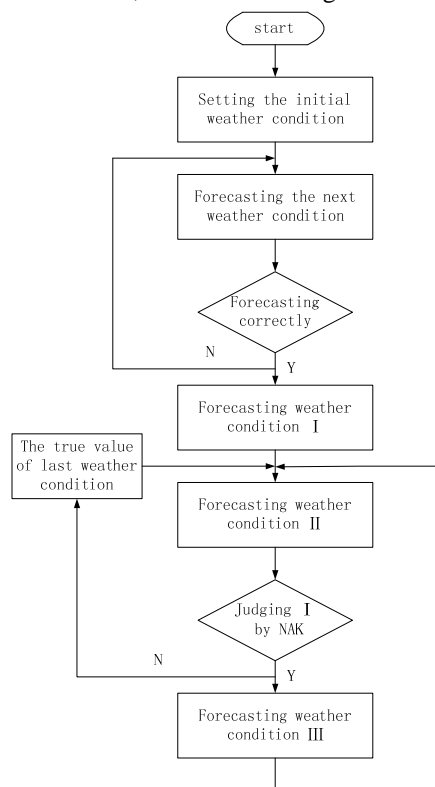 start
Setting the initial
weather condition
Forecasting the next
weather condition
Forecasting
correctly
N
Y
Forecasting weather
condition Ⅰ
The true value
of last weather
condition
Forecasting weather
condition Ⅱ
Judging Ⅰ
by NAK
N
Y
Forecasting weather
condition Ⅲ